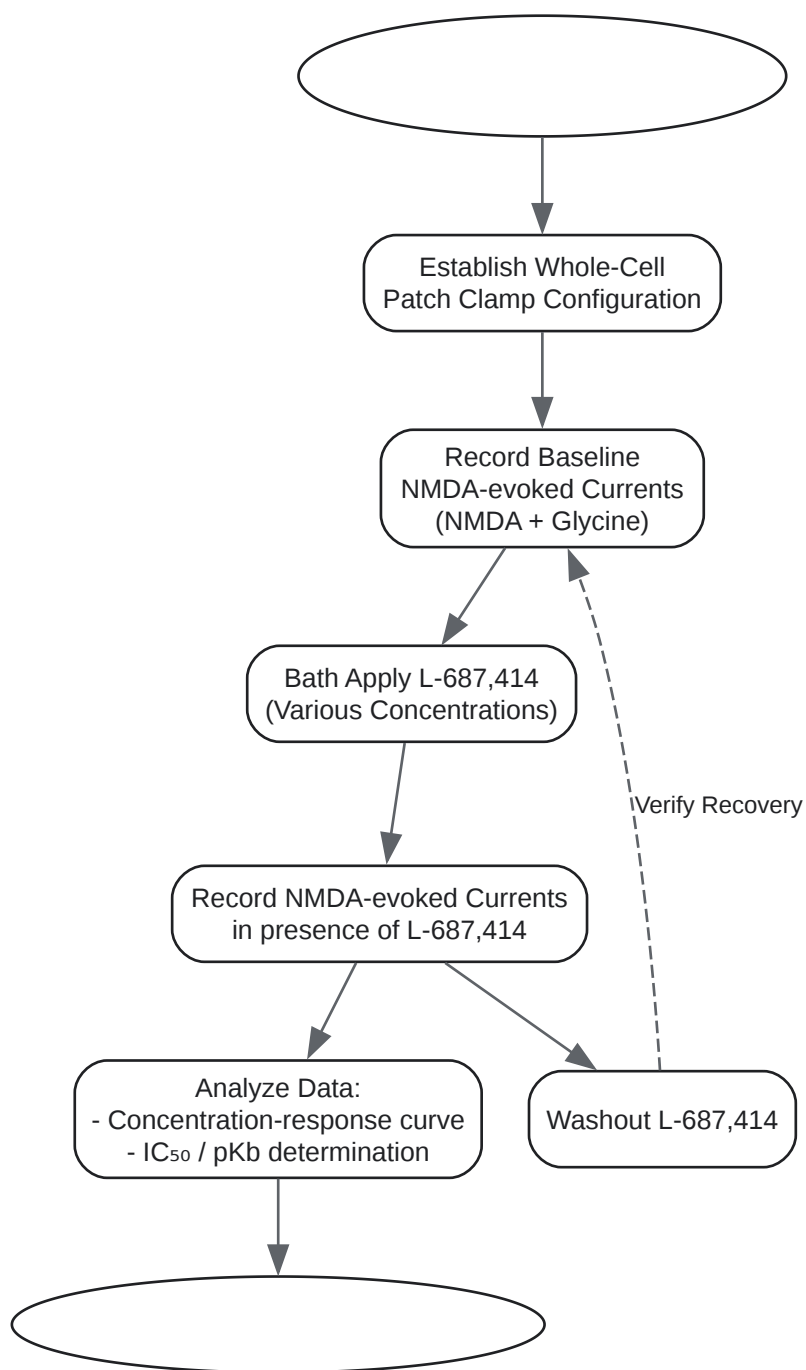 Establish Whole-Cell
Patch Clamp Configuration
Record Baseline
NMDA-evoked Currents
(NMDA + Glycine)
Bath Apply L-687,414
(Various Concentrations)
Verify Recovery
Record NMDA-evoked Currents
in presence of L-687,414
Analyze Data:
- Concentration-response curve
- IC₅₀ / pKb determination
Washout L-687,414